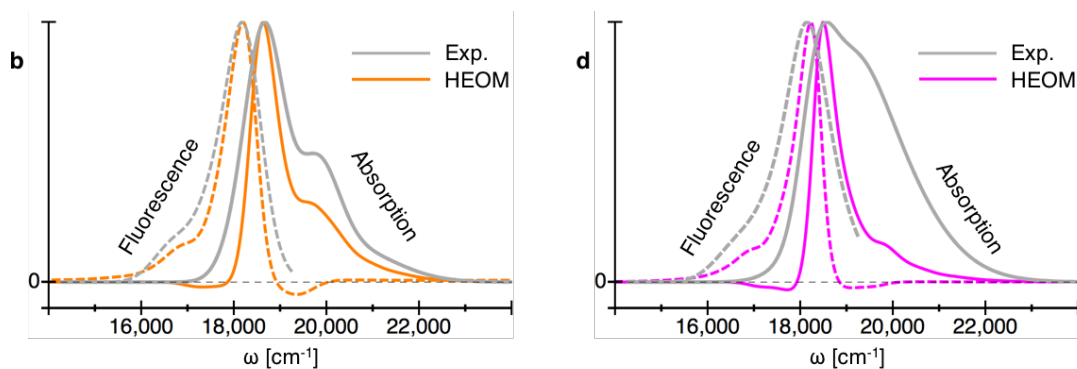 b
Exp.
HEOM
Fluorescence
Absorption
0
16,000 18,000 20,000 22,000
ω [cm⁻¹]
d
Exp.
HEOM
Fluorescence
Absorption
0
16,000 18,000 20,000 22,000
ω [cm⁻¹]